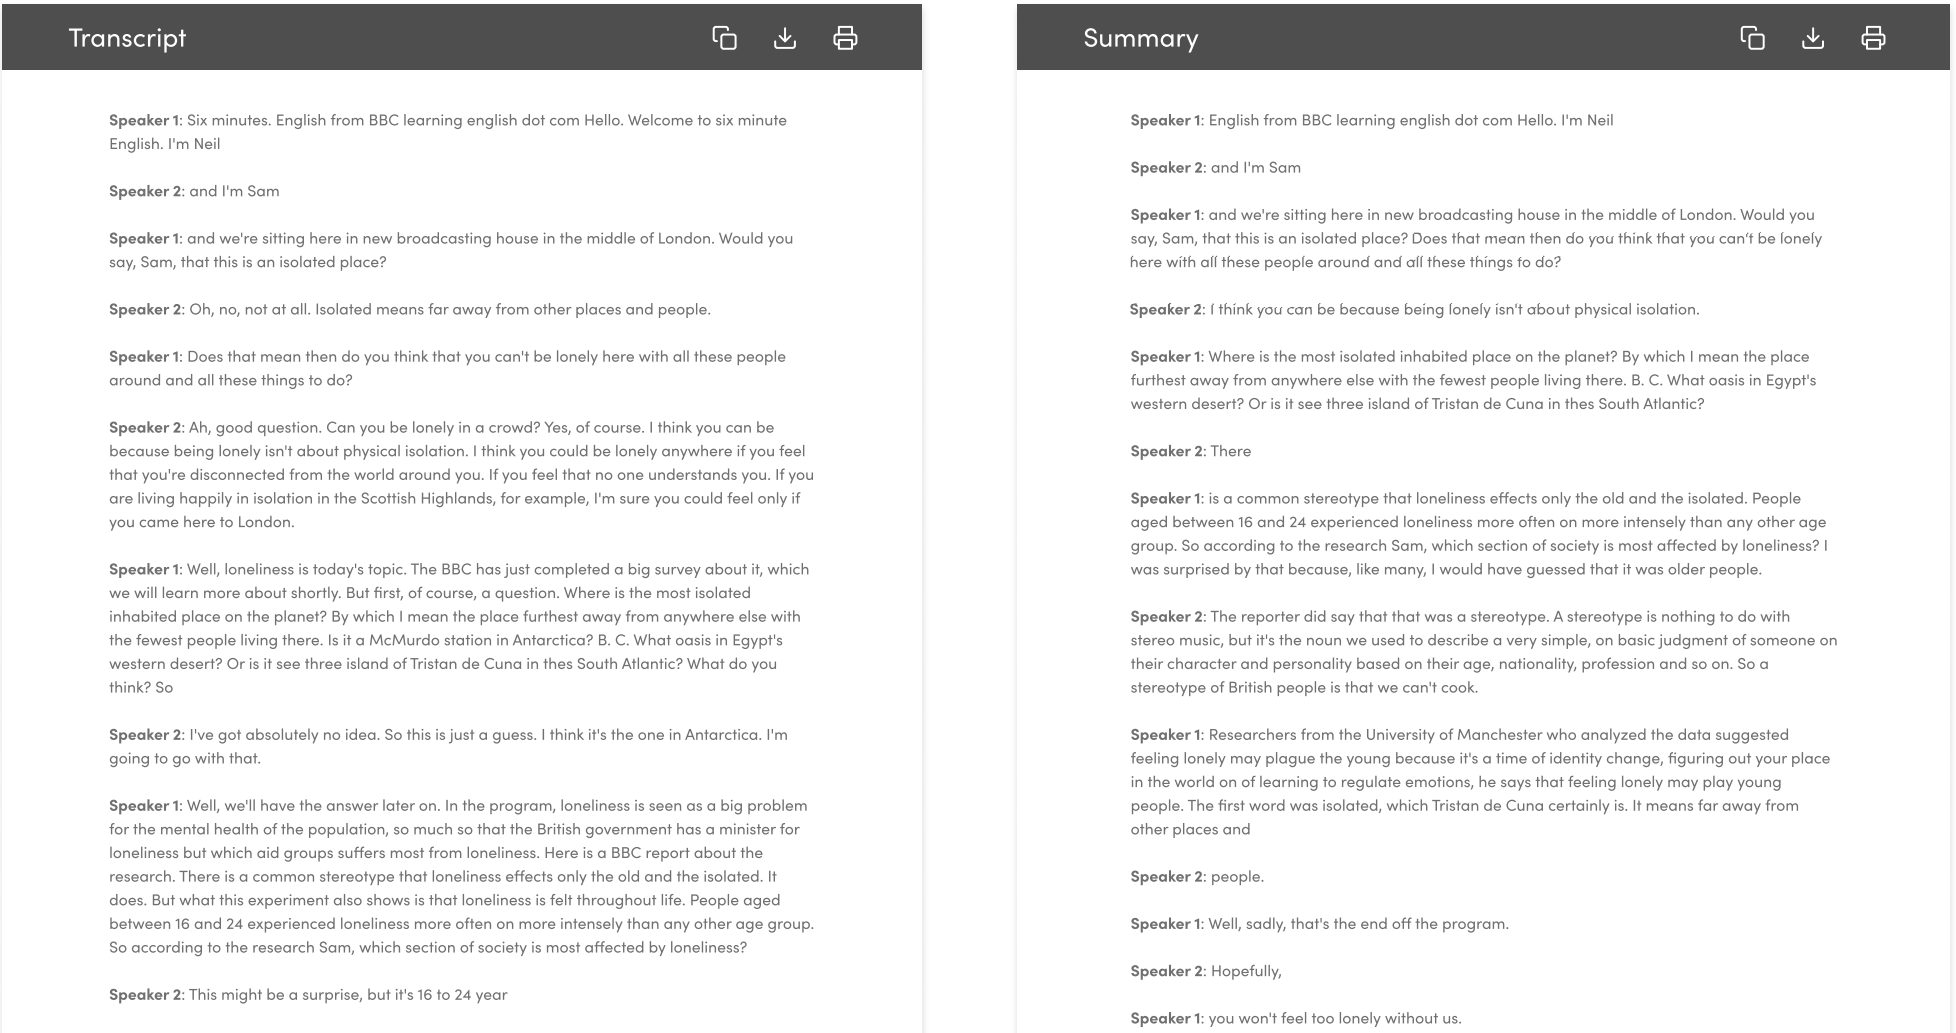 Transcript
Speaker 1: Six minutes. English from BBC learning english dot com Hello. Welcome to six minute
English. I'm Neil
Speaker 2: and I'm Sam
Speaker 1: and we're sitting here in new broadcasting house in the middle of London. Would you
say, Sam, that this is an isolated place?
Speaker 2: Oh, no, not at all. Isolated means far away from other places and people.
Speaker 1: Does that mean then do you think that you can't be lonely here with all these people
around and all these things to do?
Speaker 2: Ah, good question. Can you be lonely in a crowd? Yes, of course. I think you can be
because being lonely isn't about physical isolation. I think you could be lonely anywhere if you feel
that you're disconnected from the world around you. If you feel that no one understands you. If you
are living happily in isolation in the Scottish Highlands, for example, I'm sure you could feel only if
you came here to London.
Speaker 1: Well, loneliness is today's topic. The BBC has just completed a big survey about it, which
we will learn more about shortly. But first, of course, a question. Where is the most isolated
inhabited place on the planet? By which I mean the place furthest away from anywhere else with
the fewest people living there. Is it a McMurdo station in Antarctica? B. C. What oasis in Egypt's
western desert? Or is it see three island of Tristan de Cuna in thes South Atlantic? What do you
think? So
Speaker 2: I've got absolutely no idea. So this is just a guess. I think it's the one in Antarctica. I'm
going to go with that.
Speaker 1: Well, we'll have the answer later on. In the program, loneliness is seen as a big problem
for the mental health of the population, so much so that the British government has a minister for
loneliness but which aid groups suffers most from loneliness. Here is a BBC report about the
research. There is a common stereotype that loneliness effects only the old and the isolated. It
does. But what this experiment also shows is that loneliness is felt throughout life. People aged
between 16 and 24 experienced loneliness more often on more intensely than any other age group.
So according to the research Sam, which section of society is most affected by loneliness?
Speaker 2: This might be a surprise, but it's 16 to 24 year
Summary
Speaker 1: English from BBC learning english dot com Hello. I'm Neil
Speaker 2: and I'm Sam
Speaker 1: and we're sitting here in new broadcasting house in the middle of London. Would you
say, Sam, that this is an isolated place? Does that mean then do you think that you can't be lonely
here with all these people around and all these things to do?
Speaker 2: I think you can be because being lonely isn't about physical isolation.
Speaker 1: Where is the most isolated inhabited place on the planet? By which I mean the place
furthest away from anywhere else with the fewest people living there. B. C. What oasis in Egypt's
western desert? Or is it see three island of Tristan de Cuna in thes South Atlantic?
Speaker 2: There
Speaker 1: is a common stereotype that loneliness effects only the old and the isolated. People
aged between 16 and 24 experienced loneliness more often on more intensely than any other age
group. So according to the research Sam, which section of society is most affected by loneliness? I
was surprised by that because, like many, I would have guessed that it was older people.
Speaker 2: The reporter did say that that was a stereotype. A stereotype is nothing to do with
stereo music, but it's the noun we used to describe a very simple, on basic judgment of someone on
their character and personality based on their age, nationality, profession and so on. So a
stereotype of British people is that we can't cook.
Speaker 1: Researchers from the University of Manchester who analyzed the data suggested
feeling lonely may plague the young because it's a time of identity change, figuring out your place
in the world on of learning to regulate emotions, he says that feeling lonely may play young
people. The first word was isolated, which Tristan de Cuna certainly is. It means far away from
other places and
Speaker 2: people.
Speaker 1: Well, sadly, that's the end off the program.
Speaker 2: Hopefully,
Speaker 1: you won't feel too lonely without us.